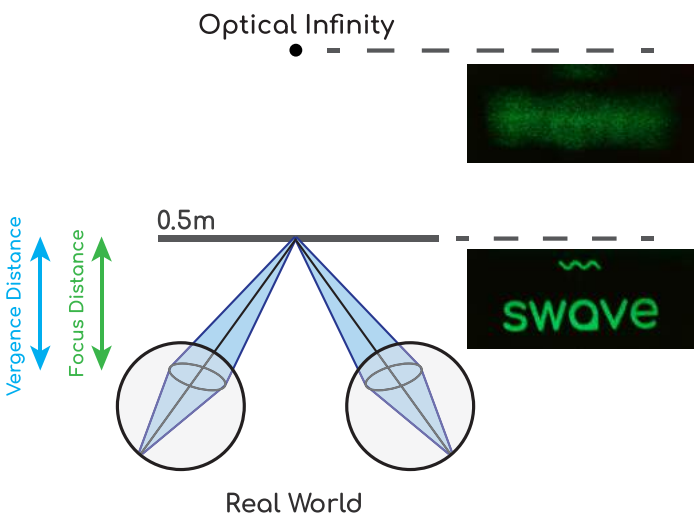 Optical Infinity
0.5m
Vergence Distance
Focus Distance
swave
Real World